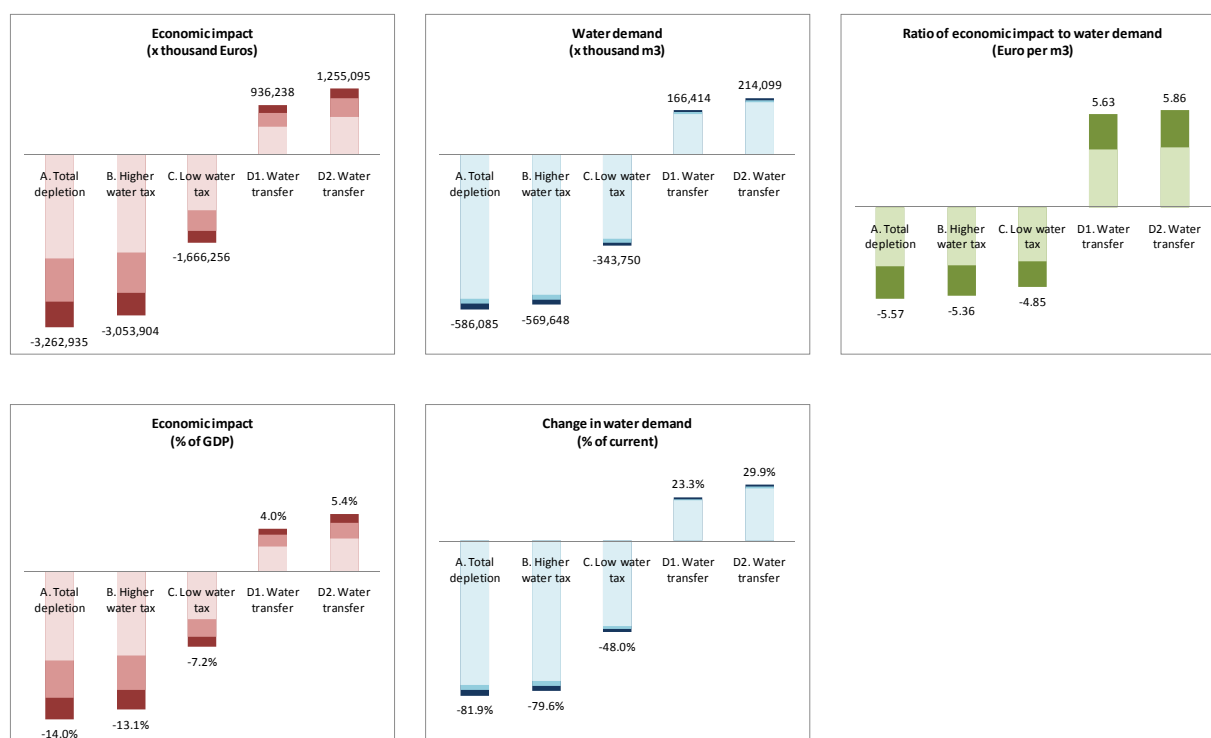 Economic impact
(x thousand Euros)
936,238
1,255,095
A. Total depletion
B. Higher water tax
C. Low water tax
D1. Water transfer
D2. Water transfer
-3,262,935
-3,053,904
-1,666,256
Water demand
(x thousand m3)
166,414
214,099
A. Total depletion
B. Higher water tax
C. Low water tax
D1. Water transfer
D2. Water transfer
-586,085
-569,648
-343,750
Ratio of economic impact to water demand
(Euro per m3)
5.63
5.86
A. Total depletion
B. Higher water tax
C. Low water tax
D1. Water transfer
D2. Water transfer
-5.57
-5.36
-4.85
Economic impact
(% of GDP)
4.0%
5.4%
A. Total depletion
B. Higher water tax
C. Low water tax
D1. Water transfer
D2. Water transfer
-14.0%
-13.1%
-7.2%
Change in water demand
(% of current)
23.3%
29.9%
A. Total depletion
B. Higher water tax
C. Low water tax
D1. Water transfer
D2. Water transfer
-81.9%
-79.6%
-48.0%